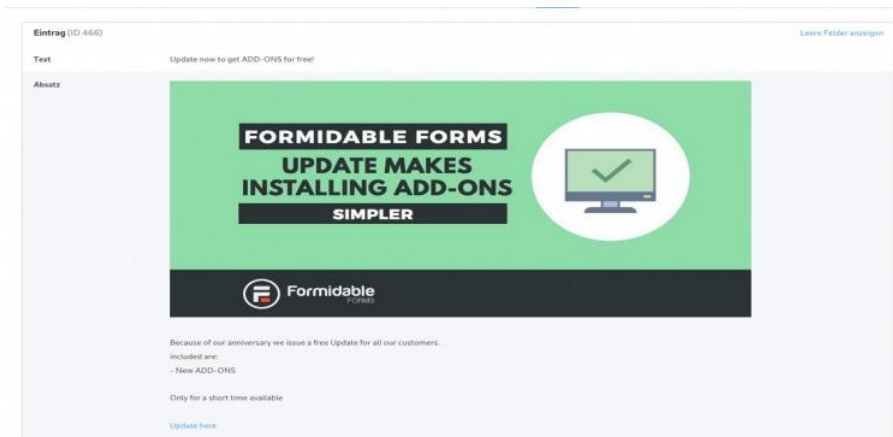 Eintrag (ID 466)
Leere Felder anzeigen
Text
Update now to get ADD-ONS for free!
Absatz
FORMIDABLE FORMS
UPDATE MAKES
INSTALLING ADD-ONS
SIMPLER
Formidable
FORMS
Because of our anniversary we issue a free Update for all our customers.
included are:
- New ADD-ONS
Only for a short time available
Update here